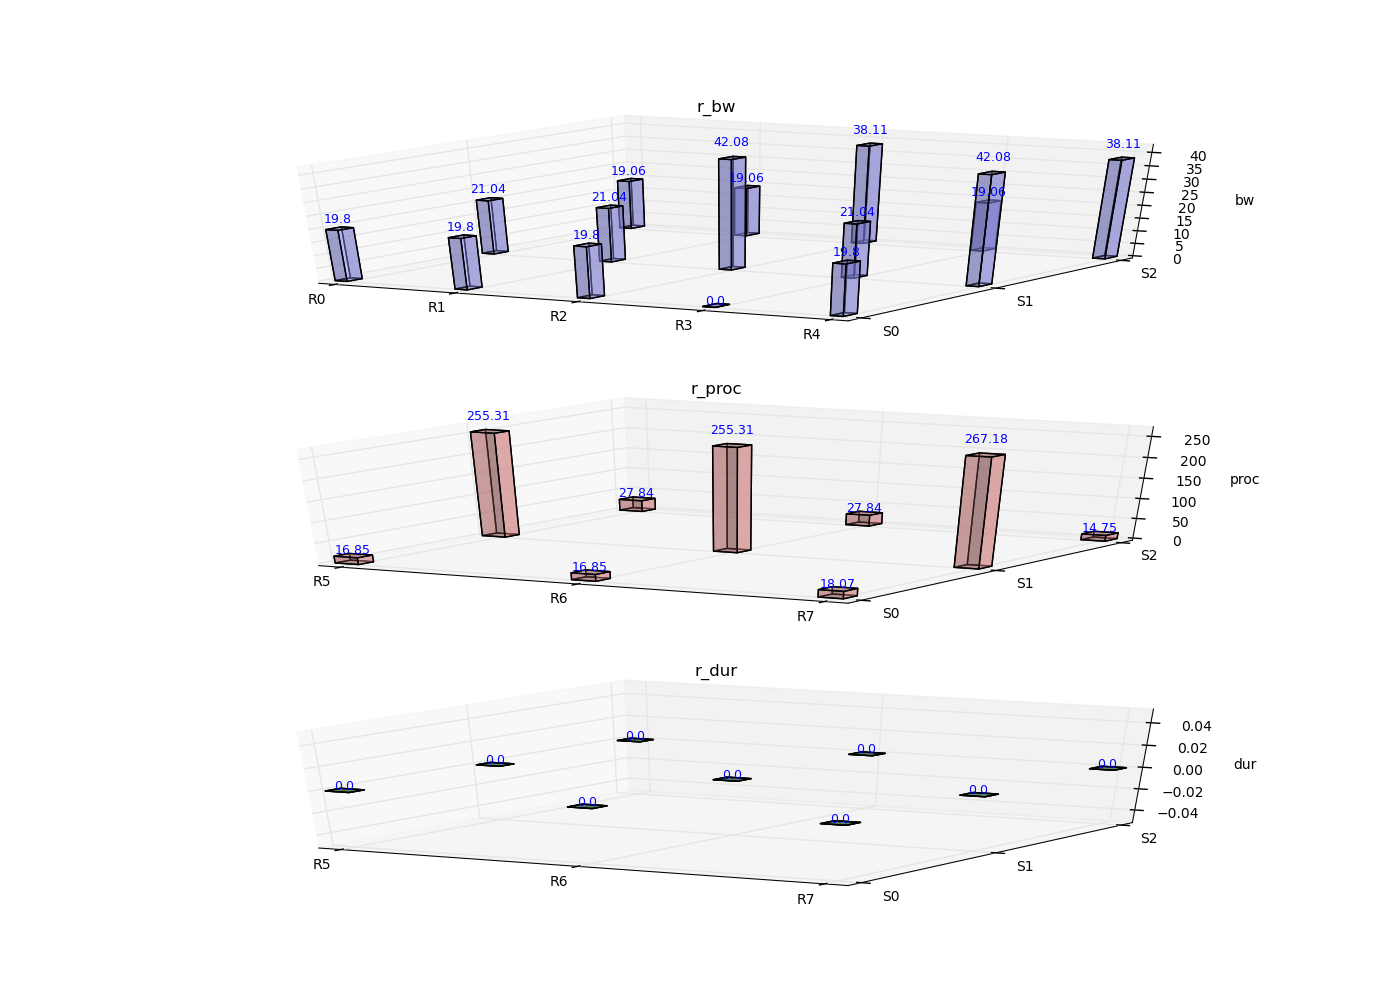 r_bw
38.11
42.08
38.11
42.08
19.06
19.06
21.04
19.06
21.04
21.04
19.8
19.8
19.8
19.8
0.0
40
35
30
25
20
15
10
5
0
bw
R0
R1
R2
R3
R4
S0
S1
S2
r_proc
255.31
255.31
267.18
27.84
27.84
14.75
16.85
16.85
18.07
250
200
150
100
50
0
proc
R5
R6
R7
S0
S1
S2
r_dur
0.0
0.0
0.0
0.0
0.0
0.0
0.0
0.0
0.0
0.04
0.02
0.00
−0.02
−0.04
dur
R5
R6
R7
S0
S1
S2